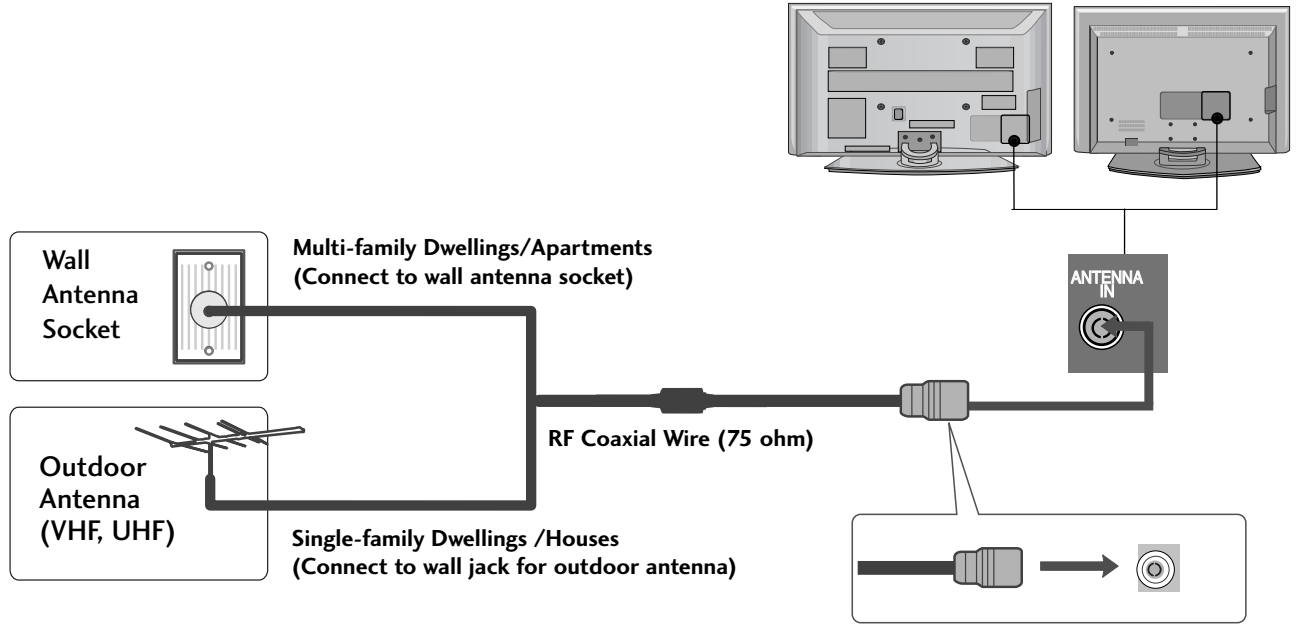 ANTENNA
IN
Wall
Antenna
Socket
Multi-family Dwellings/Apartments
(Connect to wall antenna socket)
RF Coaxial Wire (75 ohm)
Outdoor
Antenna
(VHF, UHF)
Single-family Dwellings /Houses
(Connect to wall jack for outdoor antenna)